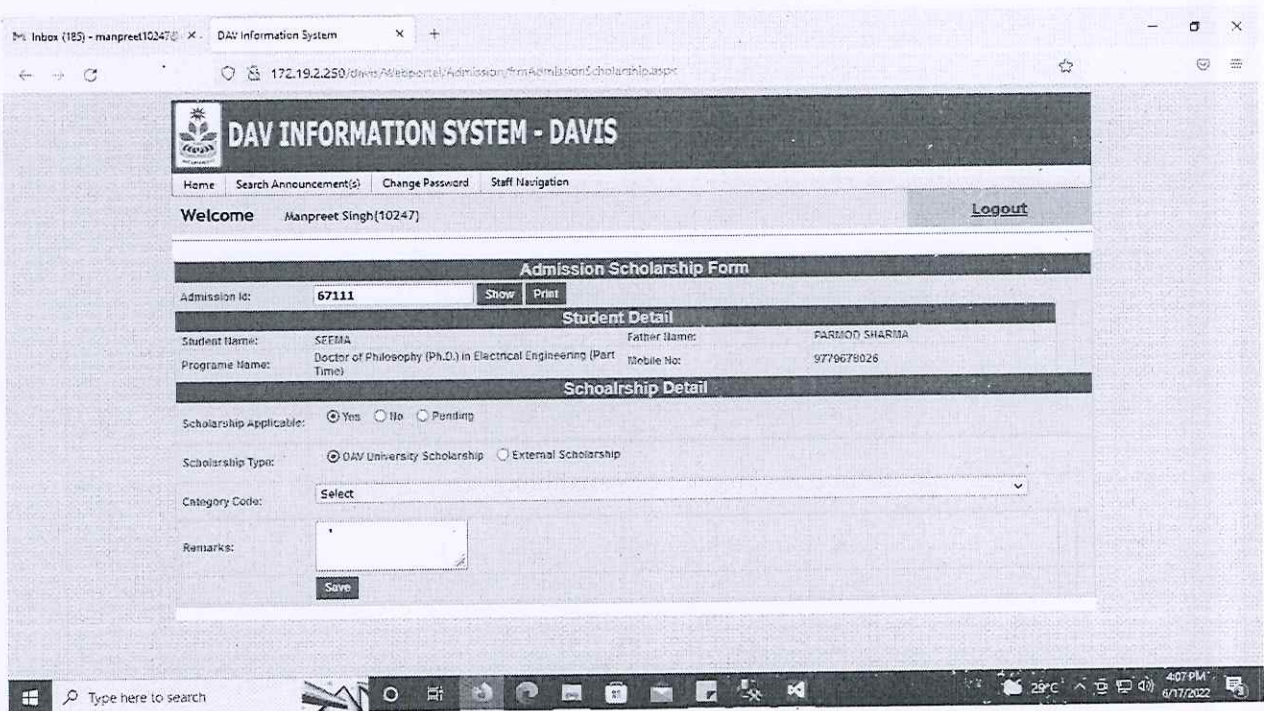 Inbox (185) - manpreet10247@ × DAV Information System × +
172.19.2.250/davis/Webportal/Admission/frmAdmissionScholarship.aspx
DAV INFORMATION SYSTEM - DAVIS
Home Search Announcement(s) Change Password Staff Navigation
Welcome Manpreet Singh(10247) Logout
Admission Scholarship Form
Admission Id: 67111 Show Print
Student Detail
Student Name: SEEMA Father Name: PARMOD SHARMA
Programe Name: Doctor of Philosophy (Ph.D.) in Electrical Engineering (Part Time) Mobile No: 9779678026
Schoalrship Detail
Scholarship Applicable: Yes No Pending
Scholarship Type: DAV University Scholarship External Scholarship
Category Code: Select
Remarks:
Save
Type here to search 29°C 4:07 PM
6/17/2022